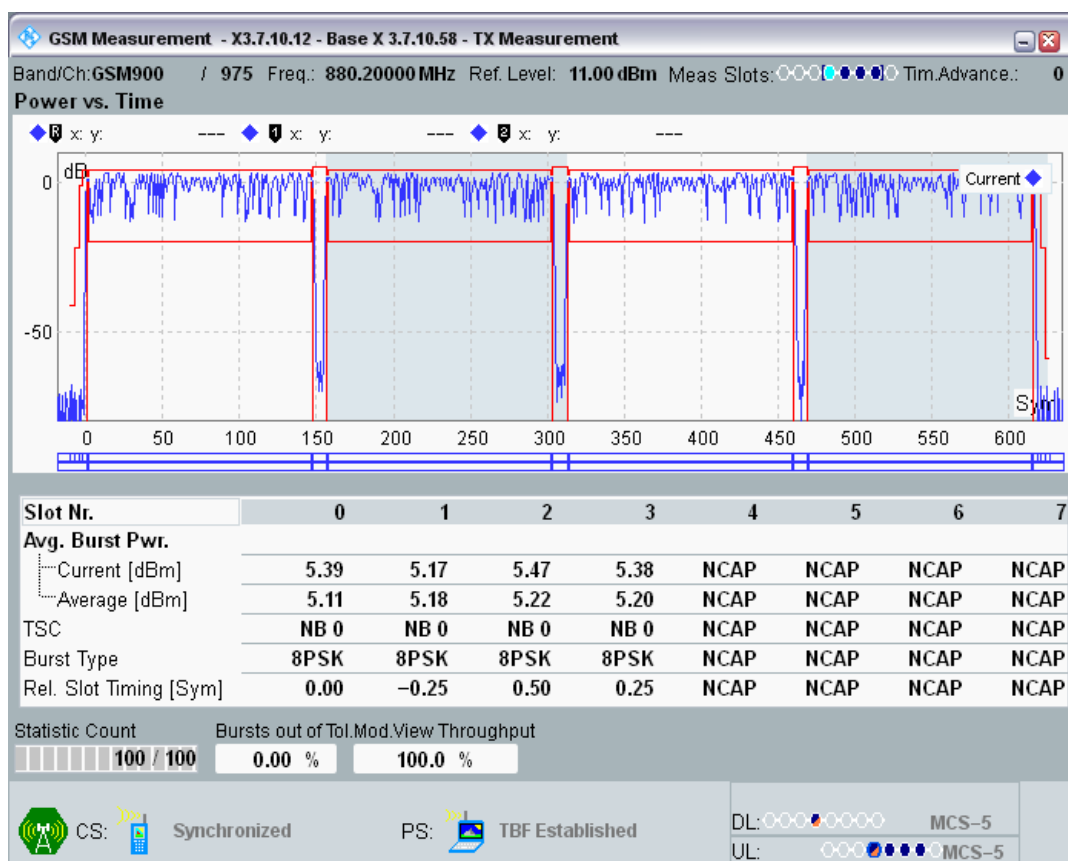 GSM Measurement - X3.7.10.12 - Base X 3.7.10.58 - TX Measurement
Band/Ch:GSM900 / 975 Freq.: 880.20000 MHz Ref. Level: 11.00 dBm Meas Slots: Tim.Advance.: 0
Power vs. Time
R x: y: --- 1 x: y: --- 2 x: y: ---
dB
Current
0
-50
Sym
0 50 100 150 200 250 300 350 400 450 500 550 600
Slot Nr. 0 1 2 3 4 5 6 7
Avg. Burst Pwr.
Current [dBm] 5.39 5.17 5.47 5.38 NCAP NCAP NCAP NCAP
Average [dBm] 5.11 5.18 5.22 5.20 NCAP NCAP NCAP NCAP
TSC NB 0 NB 0 NB 0 NB 0 NCAP NCAP NCAP NCAP
Burst Type 8PSK 8PSK 8PSK 8PSK NCAP NCAP NCAP NCAP
Rel. Slot Timing [Sym] 0.00 −0.25 0.50 0.25 NCAP NCAP NCAP NCAP
Statistic Count Bursts out of Tol.Mod.View Throughput
100 / 100 0.00 % 100.0 %
CS: Synchronized PS: TBF Established
DL: MCS−5
UL: MCS−5